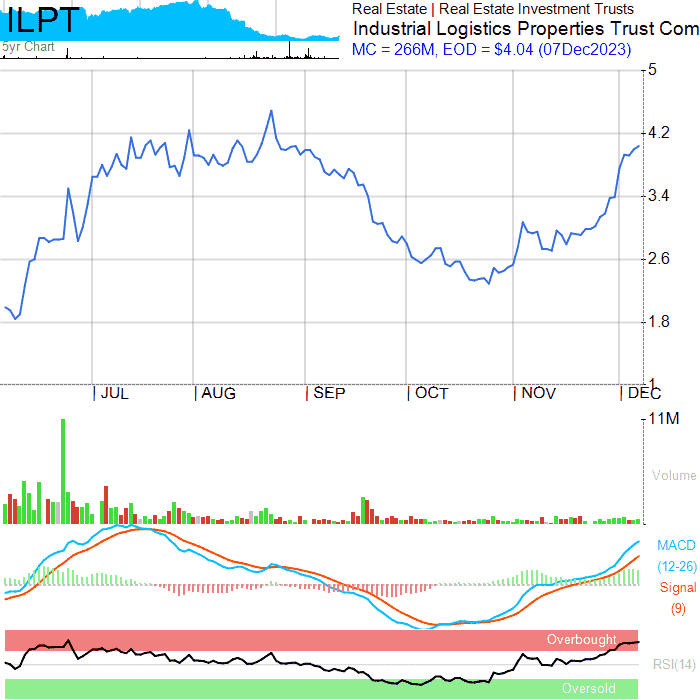 ILPT
5yr Chart
Real Estate | Real Estate Investment Trusts
Industrial Logistics Properties Trust Com
MC = 266M, EOD = $4.04 (07Dec2023)
5
4.2
3.4
2.6
1.8
1
JUL
AUG
SEP
OCT
NOV
DEC
11M
Volume
MACD
(12-26)
Signal
(9)
Overbought
RSI(14)
Oversold